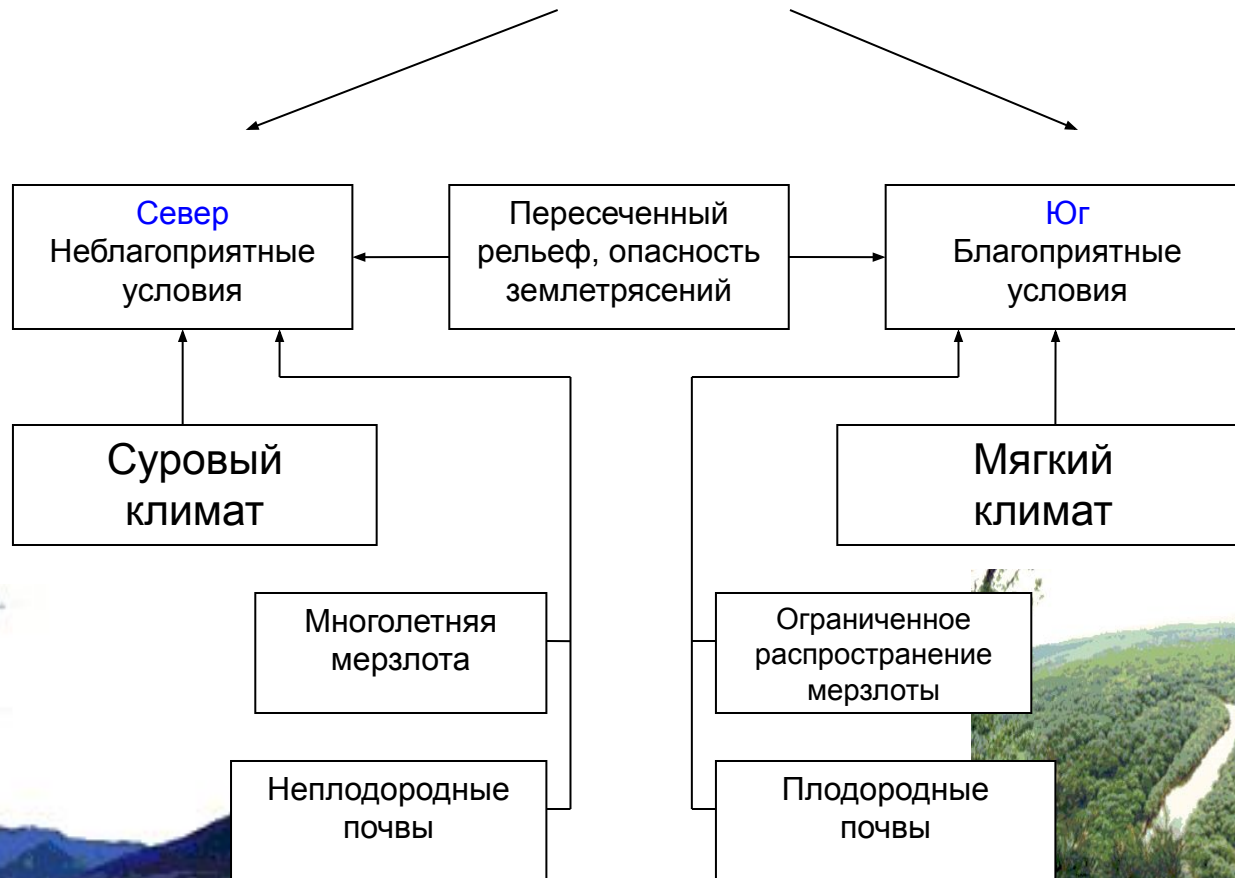 Север
Неблагоприятные
условия
Пересеченный
рельеф, опасность
землетрясений
Юг
Благоприятные
условия
Суровый
климат
Мягкий
климат
Многолетняя
мерзлота
Ограниченное
распространение
мерзлоты
Неплодородные
почвы
Плодородные
почвы